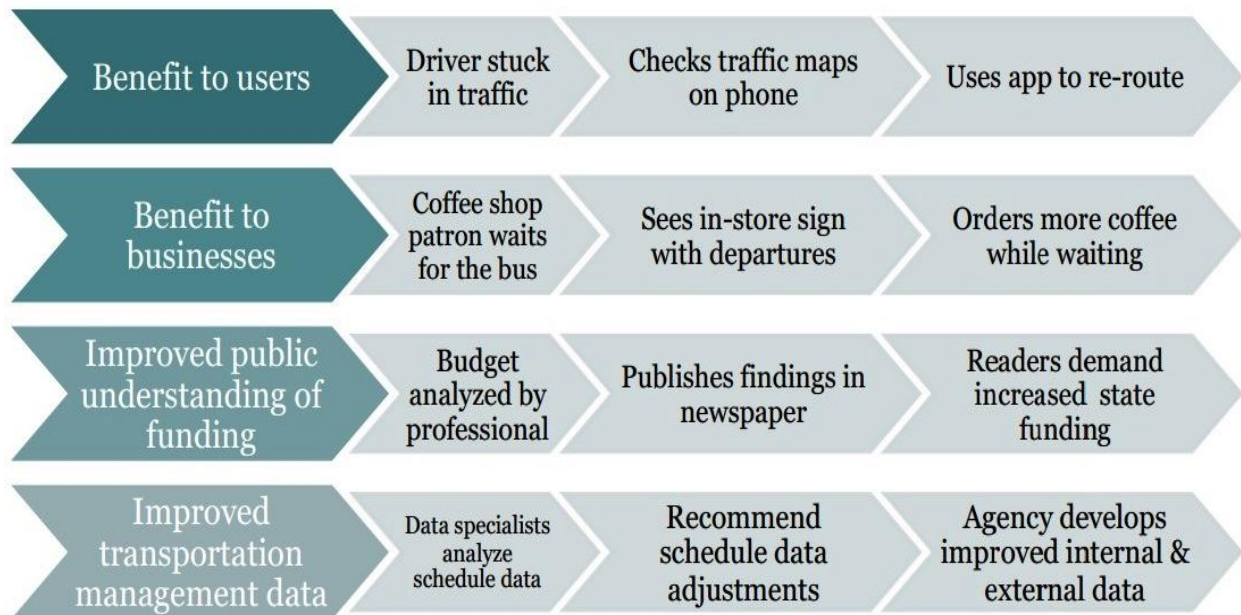 Benefit to users
Driver stuck
in traffic
Checks traffic maps
on phone
Uses app to re-route
Benefit to
businesses
Coffee shop
patron waits
for the bus
Sees in-store sign
with departures
Orders more coffee
while waiting
Improved public
understanding of
funding
Budget
analyzed by
professional
Publishes findings in
newspaper
Readers demand
increased state
funding
Improved
transportation
management data
Data specialists
analyze
schedule data
Recommend
schedule data
adjustments
Agency develops
improved internal &
external data